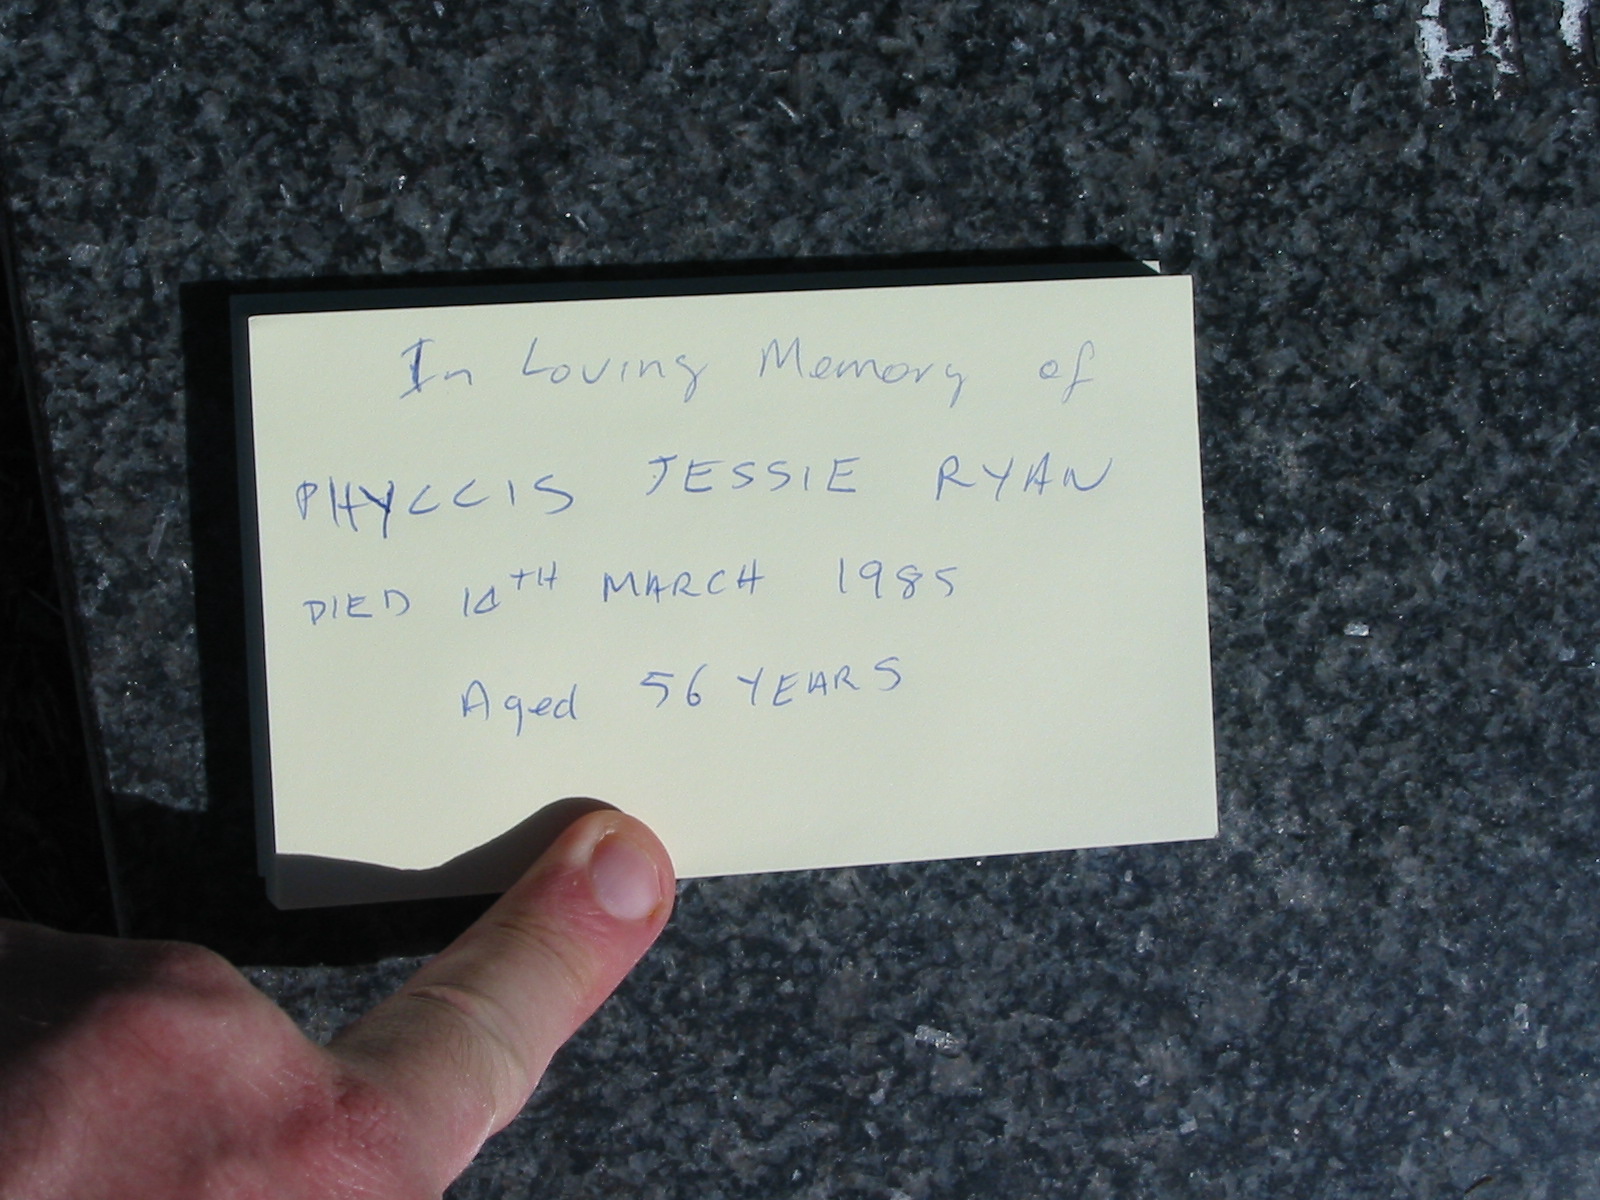 In Loving Memory of
PHYLLIS JESSIE RYAN
DIED 14TH MARCH 1985
Aged 56 YEARS